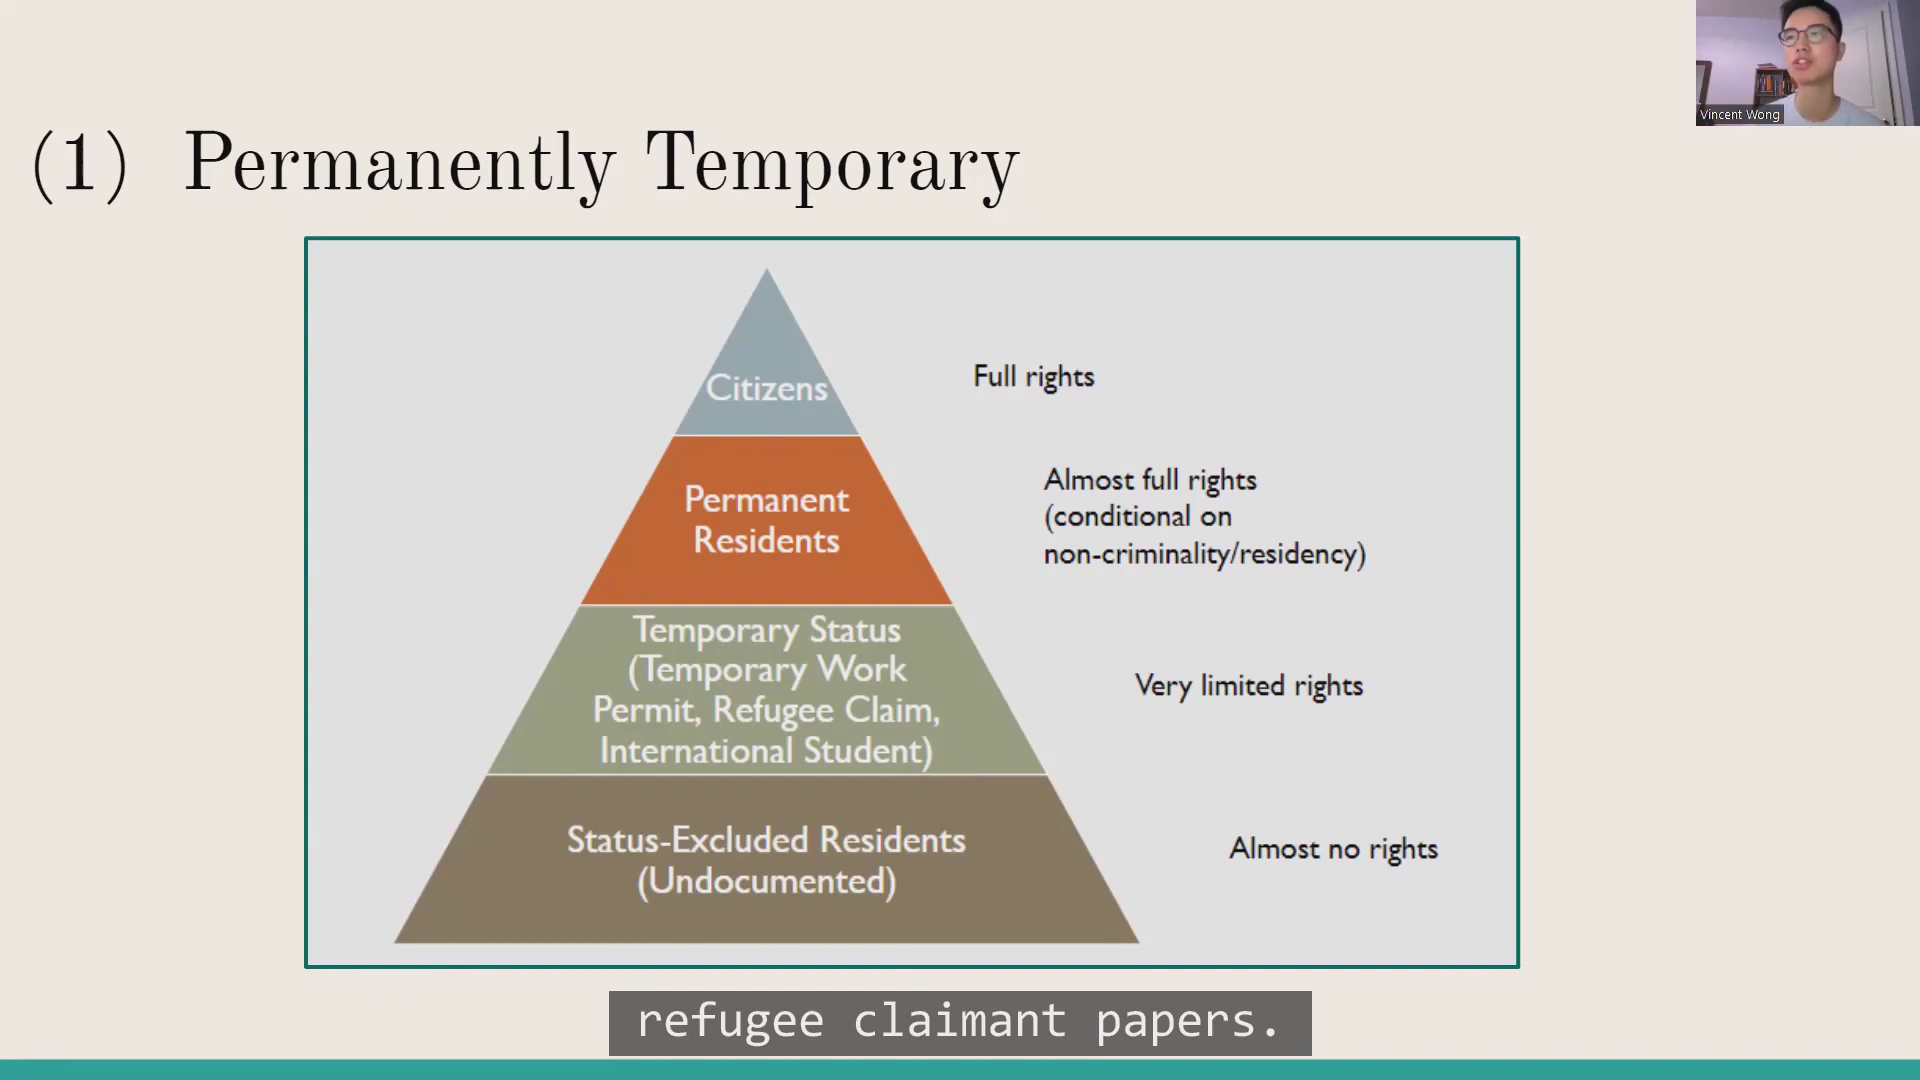 Vincent Wong
(1) Permanently Temporary
Citizens
Full rights
Permanent
Residents
Almost full rights
(conditional on
non-criminality/residency)
Temporary Status
(Temporary Work
Permit, Refugee Claim,
International Student)
Very limited rights
Status-Excluded Residents
(Undocumented)
Almost no rights
refugee claimant papers.